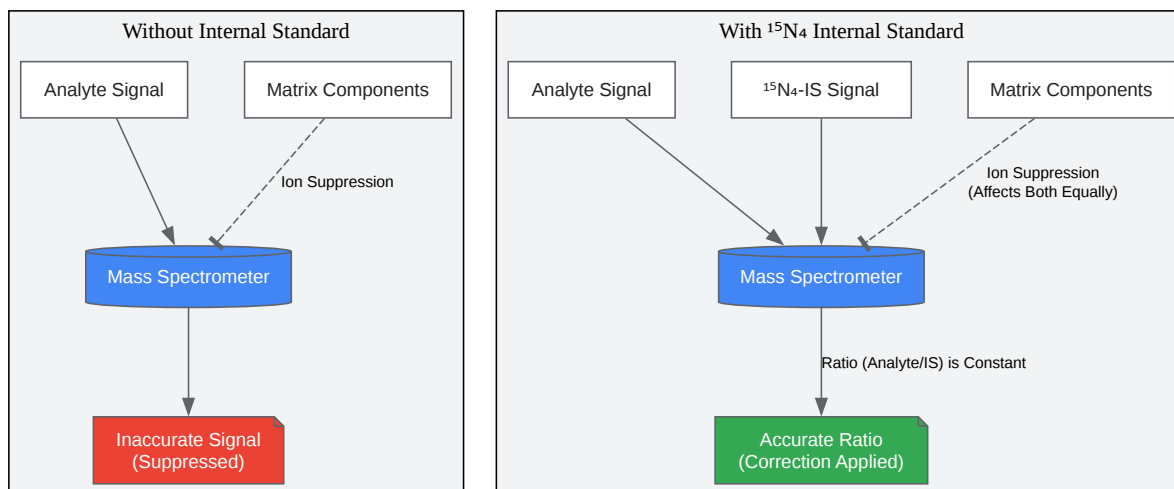 Without Internal Standard
Analyte Signal
Matrix Components
Ion Suppression
Mass Spectrometer
Inaccurate Signal
(Suppressed)
With ¹⁵N₄ Internal Standard
Analyte Signal
¹⁵N₄-IS Signal
Matrix Components
Ion Suppression
(Affects Both Equally)
Mass Spectrometer
Ratio (Analyte/IS) is Constant
Accurate Ratio
(Correction Applied)